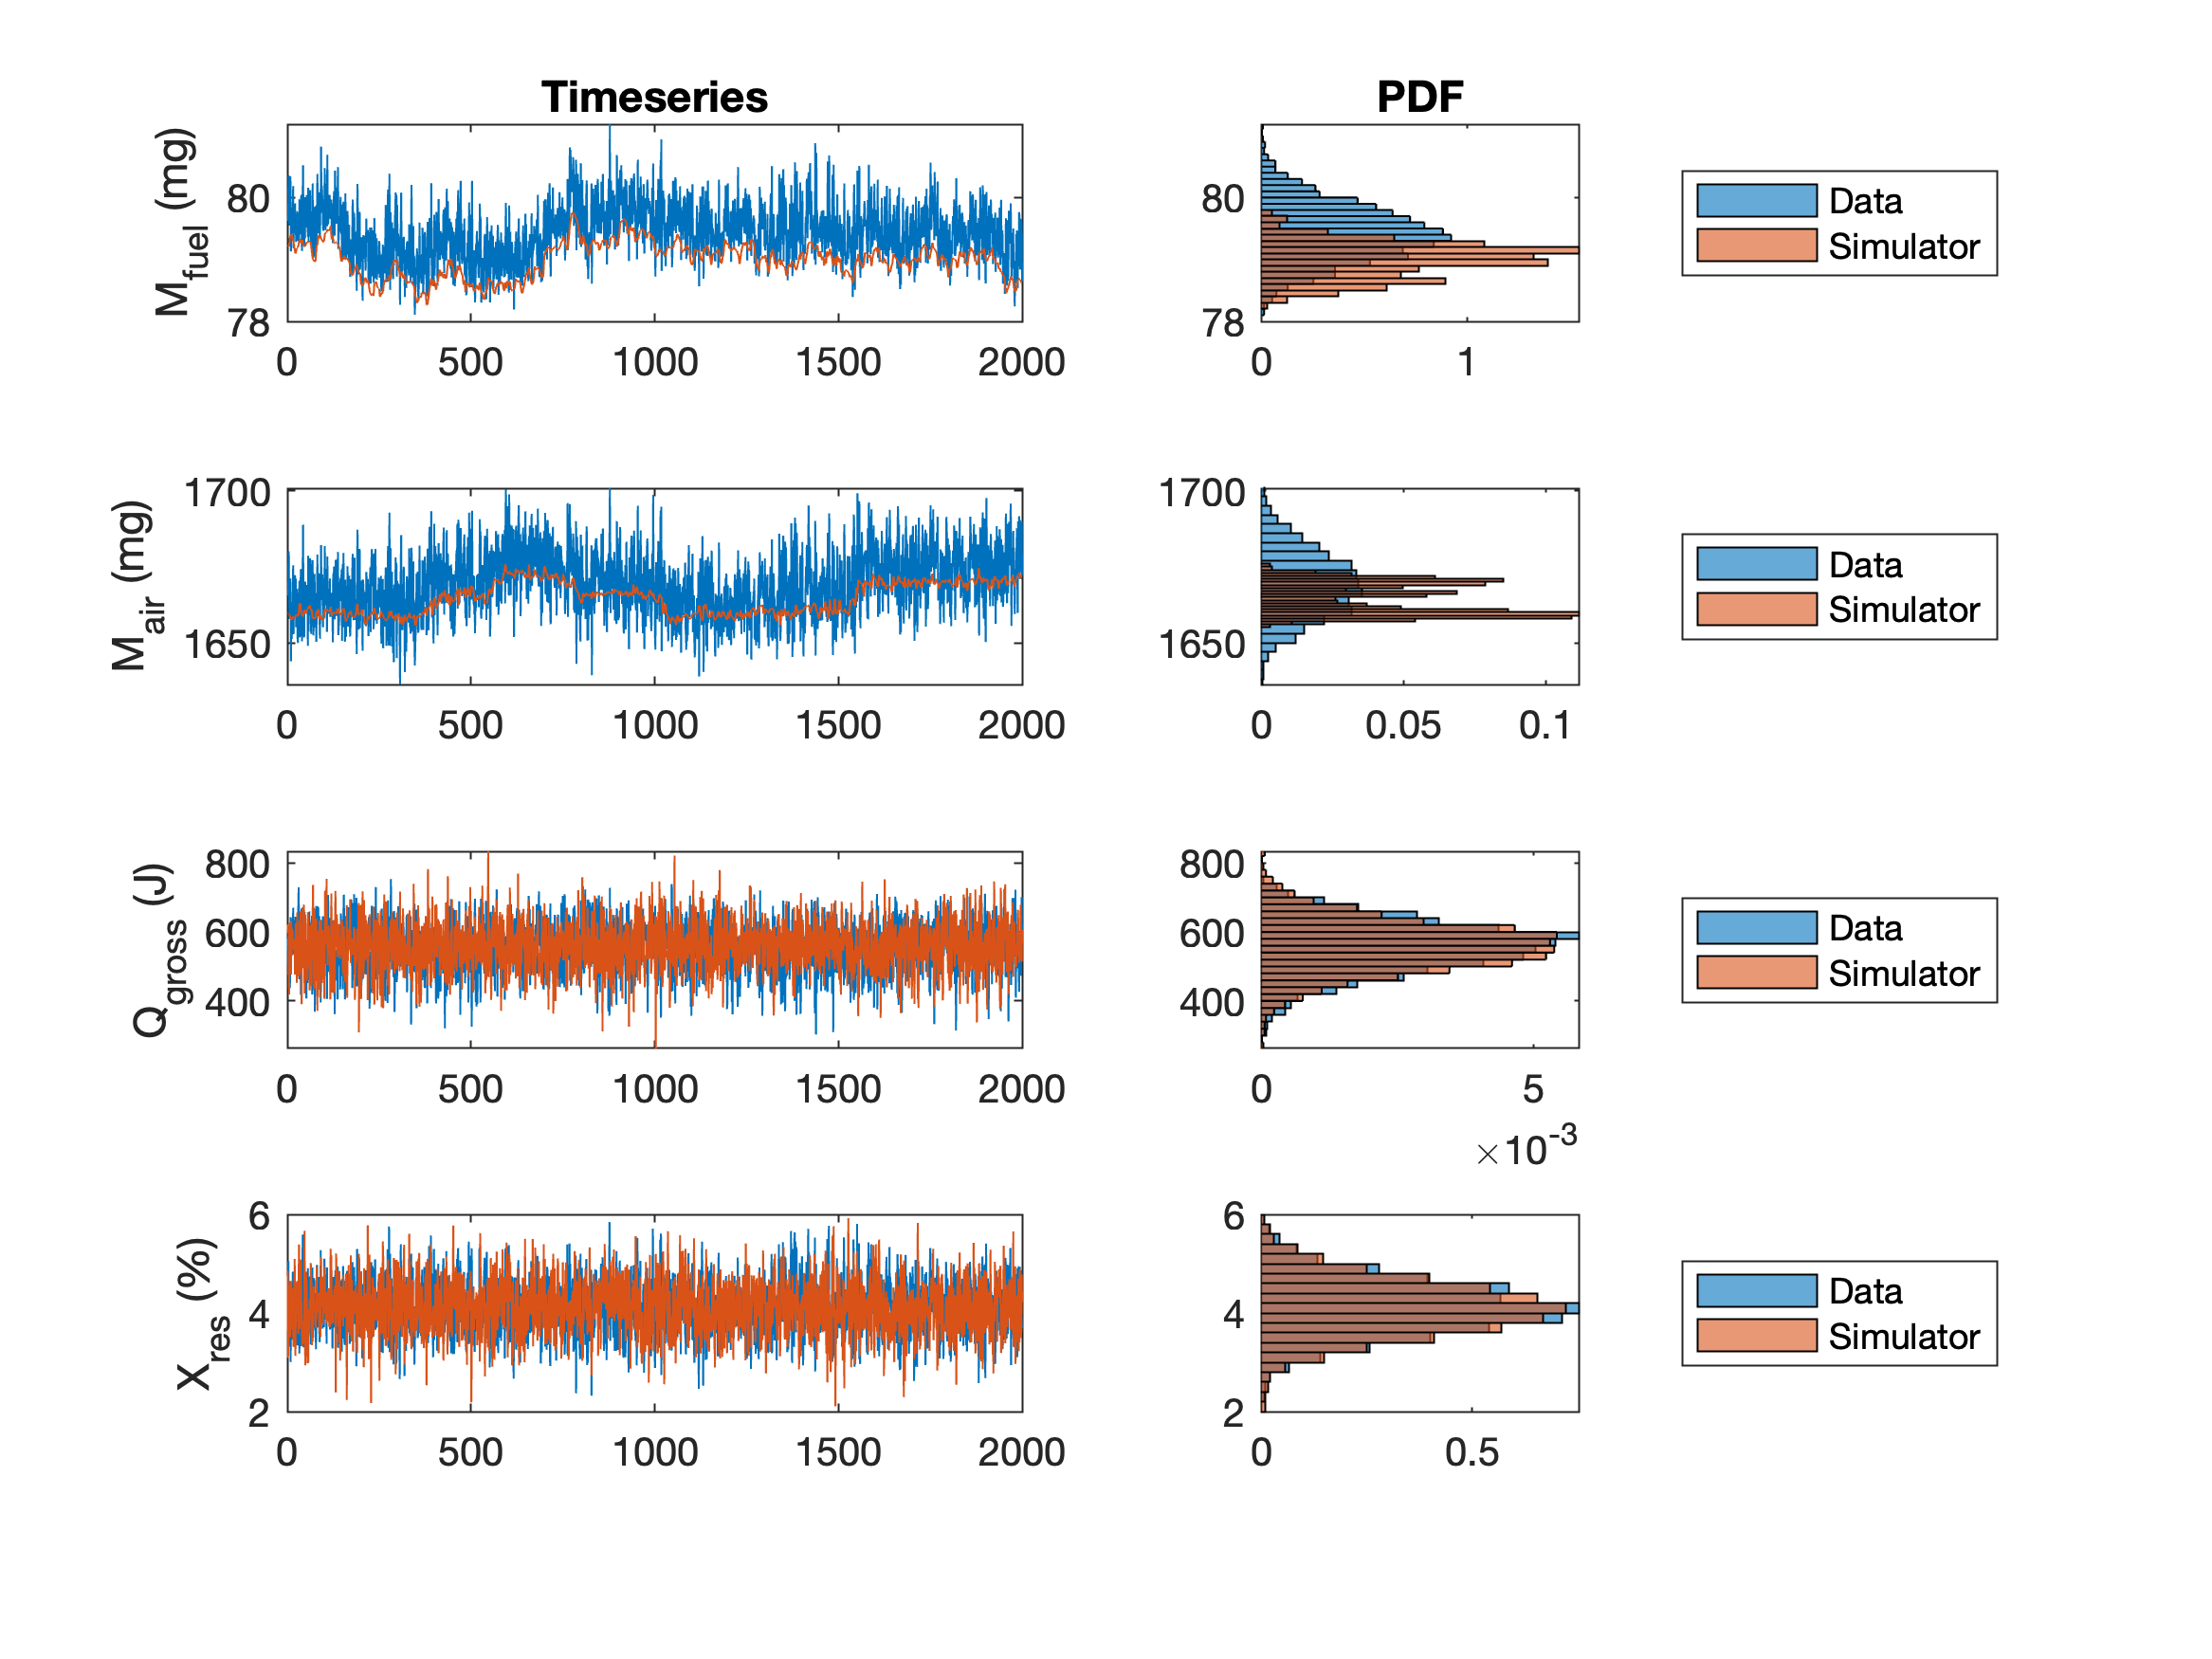 Timeseries
PDF
M_fuel (mg)
80
78
0 500 1000 1500 2000
80
78
0 1
Data
Simulator
M_air (mg)
1700
1650
0 500 1000 1500 2000
1700
1650
0 0.05 0.1
Data
Simulator
Q_gross (J)
800
600
400
0 500 1000 1500 2000
800
600
400
0 5
×10^-3
Data
Simulator
X_res (%)
6
4
2
0 500 1000 1500 2000
6
4
2
0 0.5
Data
Simulator